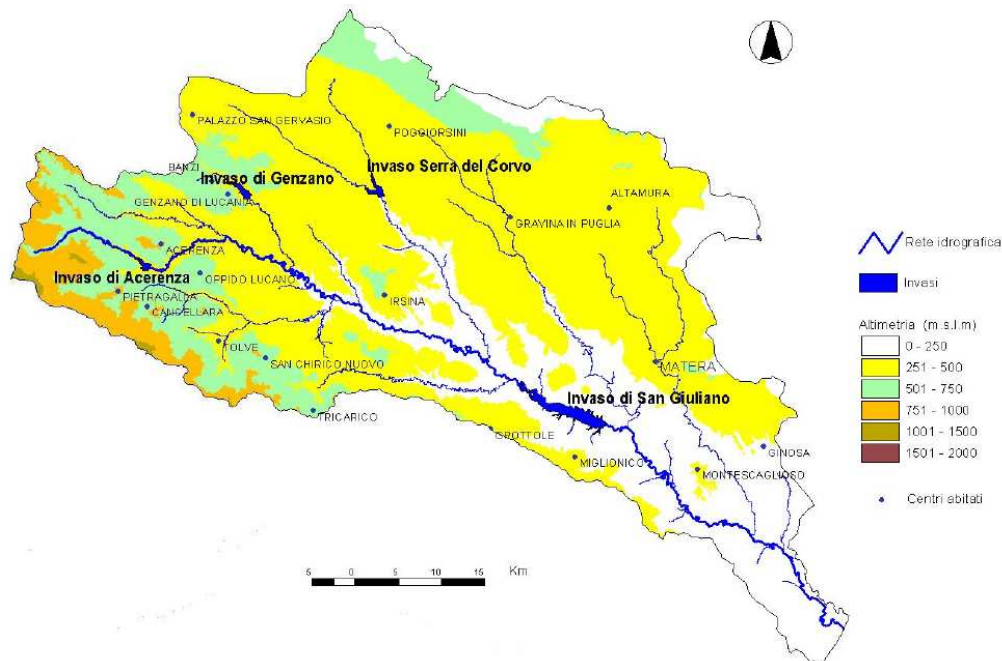 PALAZZO SAN GERVASIO
POGGIORSINI
BANZI
Invaso di Genzano
Invaso Serra del Corvo
GENZANO DI LUCANIA
ALTAMURA
GRAVINA IN PUGLIA
ACERENZA
Invaso di Acerenza
OPPIDO LUCANO
PIETRAGALLA
CANCELLARA
IRSINA
TOLVE
SAN CHIRICO NUOVO
MATERA
Invaso di San Giuliano
TRICARICO
GROTTOLE
GINOSA
MIGLIONICO
MONTESCAGLIOSO
5 0 5 10 15 Km
Rete idrografica
Invasi
Altimetria (m.s.l.m)
0 - 250
251 - 500
501 - 750
751 - 1000
1001 - 1500
1501 - 2000
Centri abitati